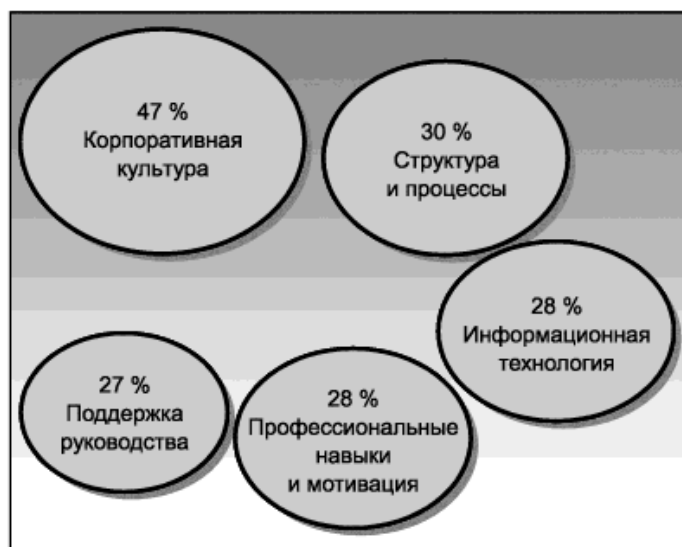 47 %
Корпоративная
культура
30 %
Структура
и процессы
28 %
Информационная
технология
27 %
Поддержка
руководства
28 %
Профессиональные
навыки
и мотивация